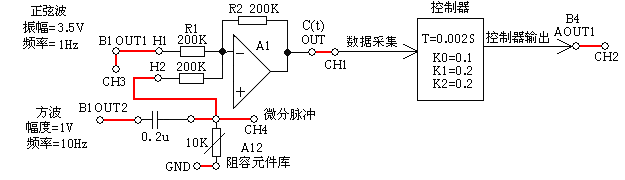 正弦波
振幅=3.5V
频率=1Hz
R2 200K
R1
200K
B1 OUT1 H1
CH3
H2 200K
A1
C(t)
OUT
CH1
数据采集
控制器
T=0.002S
K0=0.1
K1=0.2
K2=0.2
控制器输出
B4
AOUT1
CH2
方波
幅度=1V
频率=10Hz
B1OUT2
0.2u
微分脉冲
CH4
10K
A12
阻容元件库
GND